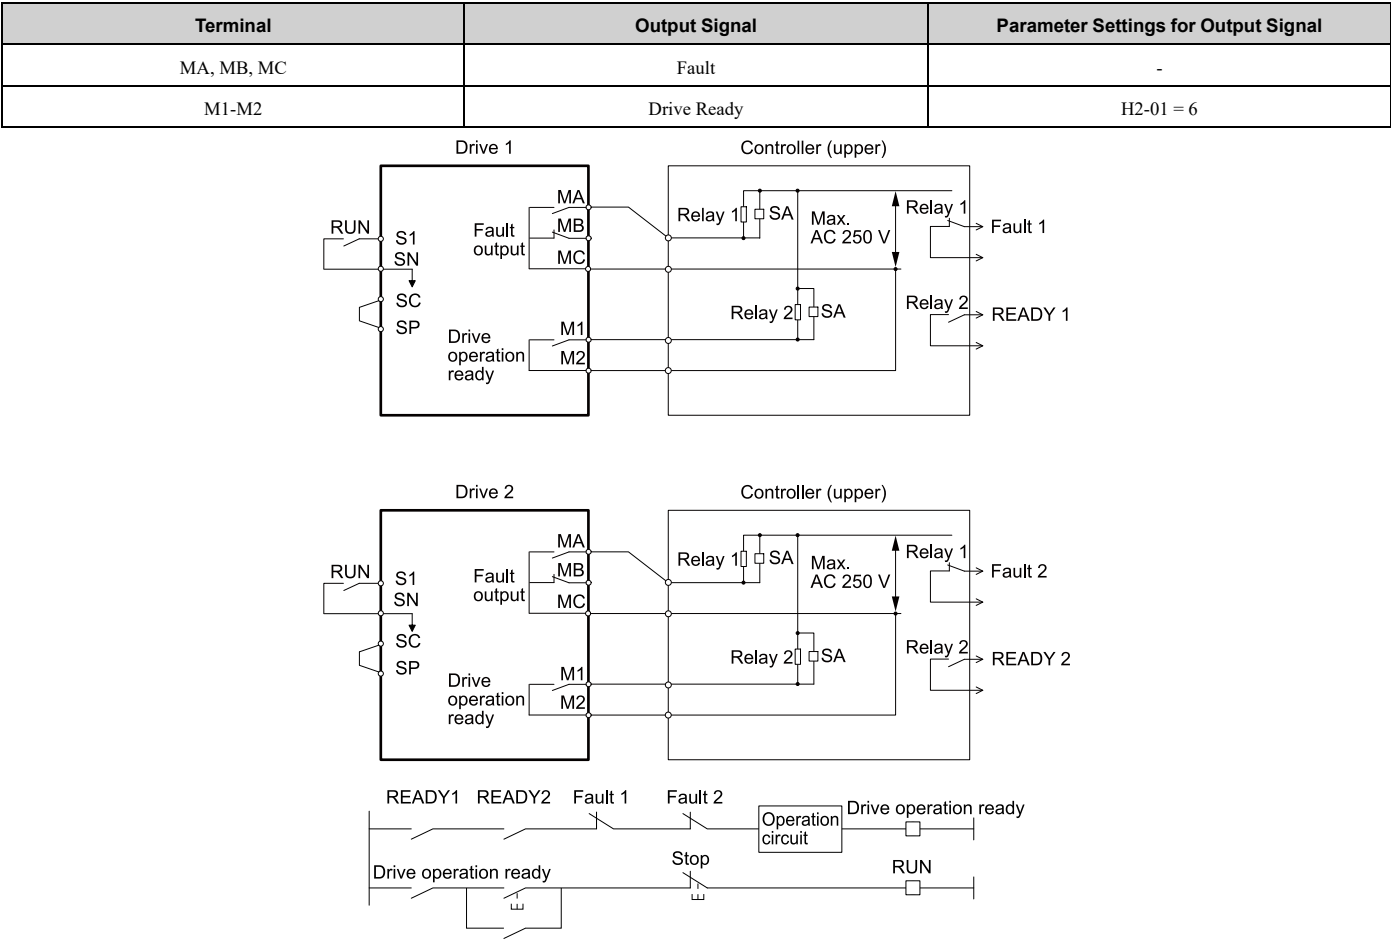 Terminal Output Signal Parameter Settings for Output Signal
MA, MB, MC Fault -
M1-M2 Drive Ready H2-01 = 6
Drive 1
Controller (upper)
RUN
S1
SN
SC
SP
Fault
output
MA
MB
MC
Drive
operation
ready
M1
M2
Relay 1
SA
Max.
AC 250 V
Relay 2
SA
Relay 1
Fault 1
Relay 2
READY 1
Drive 2
Controller (upper)
RUN
S1
SN
SC
SP
Fault
output
MA
MB
MC
Drive
operation
ready
M1
M2
Relay 1
SA
Max.
AC 250 V
Relay 2
SA
Relay 1
Fault 2
Relay 2
READY 2
READY1 READY2 Fault 1 Fault 2
Operation
circuit
Drive operation ready
Drive operation ready
Stop
RUN